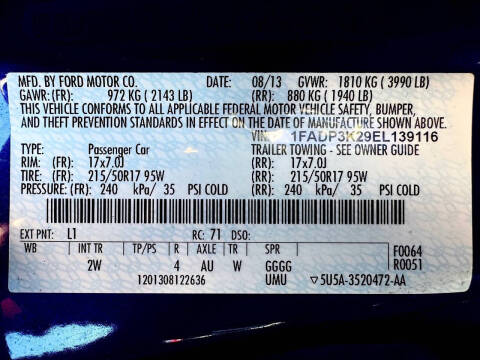 MFD. BY FORD MOTOR CO. DATE: 08/13 GVWR: 1810 KG ( 3990 LB)
GAWR: (FR): 972 KG ( 2143 LB) (RR): 880 KG ( 1940 LB)
THIS VEHICLE CONFORMS TO ALL APPLICABLE FEDERAL MOTOR VEHICLE SAFETY, BUMPER,
AND THEFT PREVENTION STANDARDS IN EFFECT ON THE DATE OF MANUFACTURE SHOWN ABOVE.
VIN: 1FADP3K29EL139116
TYPE: Passenger Car TRAILER TOWING - SEE OWNER GUIDE
RIM: (FR): 17x7.0J (RR): 17x7.0J
TIRE: (FR): 215/50R17 95W (RR): 215/50R17 95W
PRESSURE: (FR): 240 kPa/ 35 PSI COLD (RR): 240 kPa/ 35 PSI COLD
EXT PNT: L1 RC: 71 DSO:
WB INT TR TP/PS R AXLE TR SPR F0064
2W 4 AU W GGGG R0051
1201308122636 UMU ▽5U5A-3520472-AA